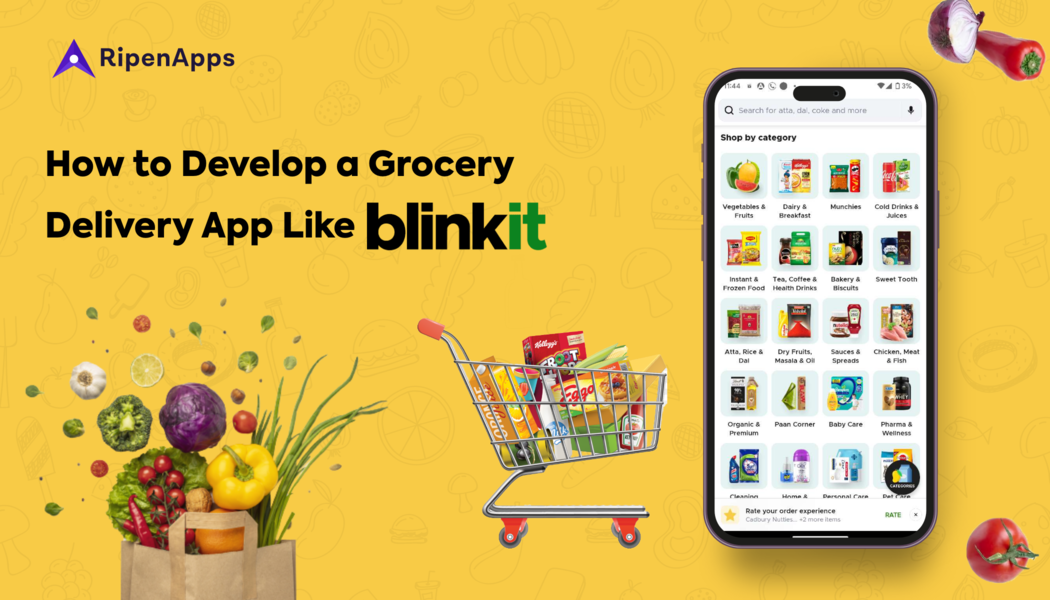 RipenApps
How to Develop a Grocery
Delivery App Like blinkit
11:44
3%
Search for atta, dal, coke and more
Shop by category
Vegetables & Fruits
Dairy & Breakfast
Munchies
Cold Drinks & Juices
Instant & Frozen Food
Tea, Coffee & Health Drinks
Bakery & Biscuits
Sweet Tooth
Atta, Rice & Dal
Dry Fruits, Masala & Oil
Sauces & Spreads
Chicken, Meat & Fish
Organic & Premium
Paan Corner
Baby Care
Pharma & Wellness
Cleaning
Home &
Personal Care
Pet Care
CATEGORIES
Rate your order experience
Cadbury Nuttles... +2 more items
RATE
Kellogg's
FROOT
Eggo